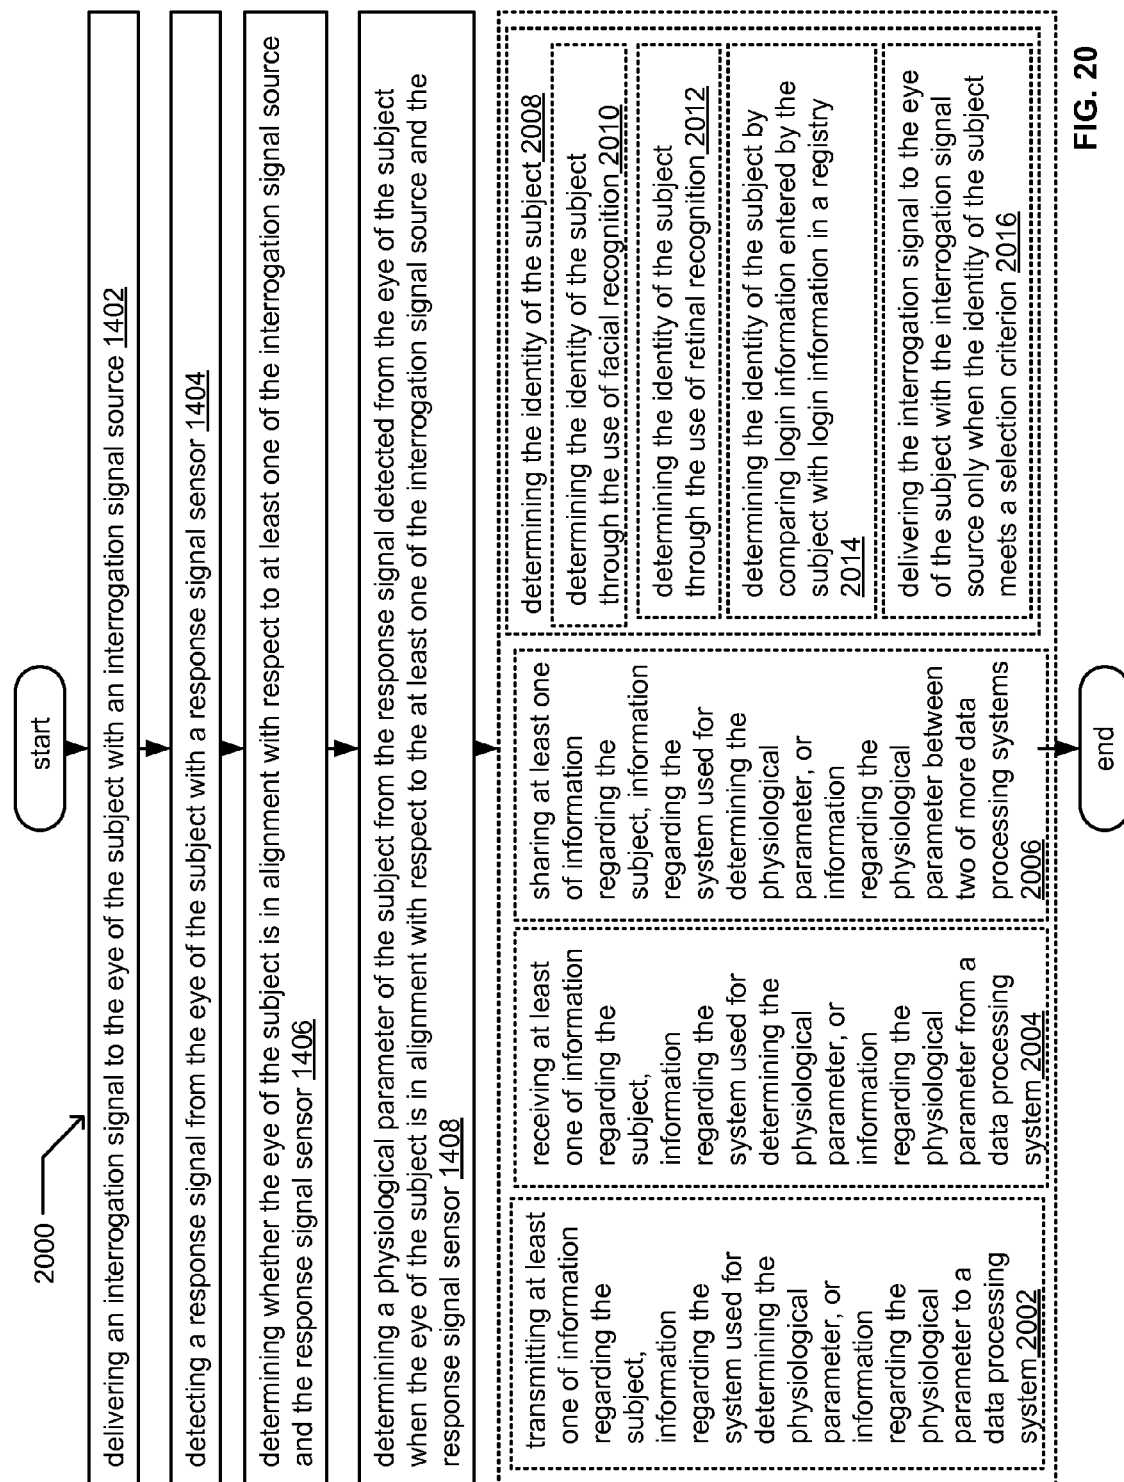 2000
start
delivering an interrogation signal to the eye of the subject with an interrogation signal source 1402
detecting a response signal from the eye of the subject with a response signal sensor 1404
determining whether the eye of the subject is in alignment with respect to at least one of the interrogation signal source
and the response signal sensor 1406
determining a physiological parameter of the subject from the response signal detected from the eye of the subject
when the eye of the subject is in alignment with respect to the at least one of the interrogation signal source and the
response signal sensor 1408
transmitting at least
one of information
regarding the
subject,
information
regarding the
system used for
determining the
physiological
parameter, or
information
regarding the
physiological
parameter to a
data processing
system 2002
receiving at least
one of information
regarding the
subject,
information
regarding the
system used for
determining the
physiological
parameter, or
information
regarding the
physiological
parameter from a
data processing
system 2004
sharing at least one
of information
regarding the
subject, information
regarding the
system used for
determining the
physiological
parameter, or
information
regarding the
physiological
parameter between
two of more data
processing systems
2006
determining the identity of the subject 2008
determining the identity of the subject
through the use of facial recognition 2010
determining the identity of the subject
through the use of retinal recognition 2012
determining the identity of the subject by
comparing login information entered by the
subject with login information in a registry
2014
delivering the interrogation signal to the eye
of the subject with the interrogation signal
source only when the identity of the subject
meets a selection criterion 2016
end
FIG. 20